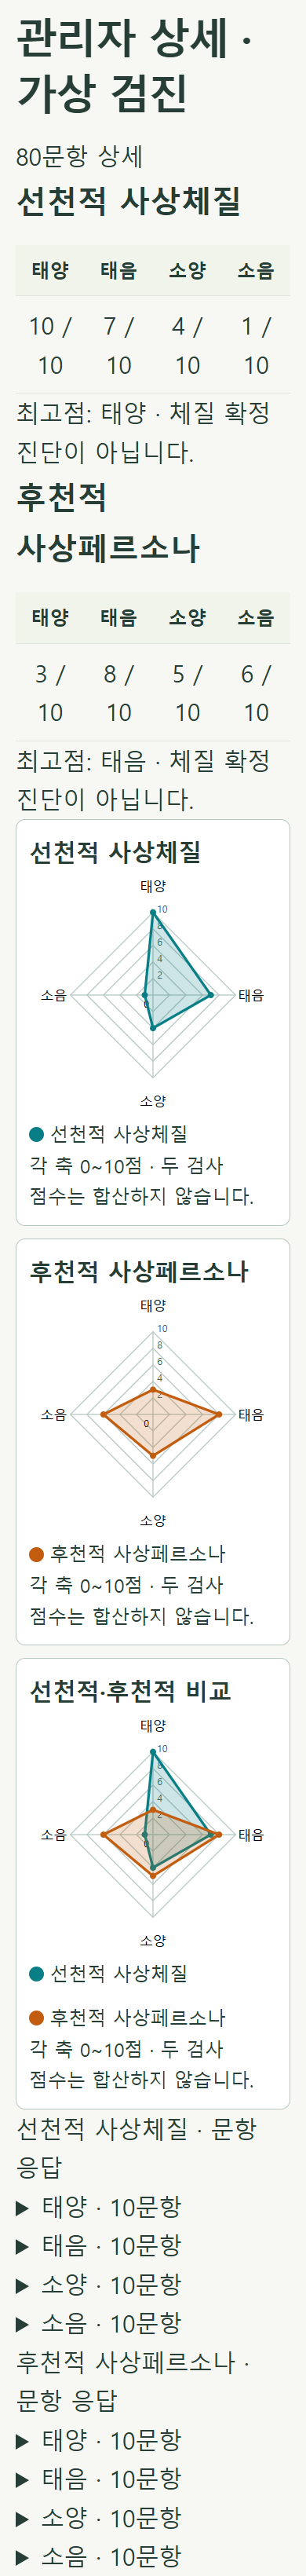 관리자 상세 ·
가상 검진
80문항 상세
선천적 사상체질
태양 태음 소양 소음
10 / 7 / 4 / 1 /
10 10 10 10
최고점: 태양 · 체질 확정
진단이 아닙니다.
후천적
사상페르소나
태양 태음 소양 소음
3 / 8 / 5 / 6 /
10 10 10 10
최고점: 태음 · 체질 확정
진단이 아닙니다.
선천적 사상체질
태양
10
8
6
4
2
소음 태음
0
소양
선천적 사상체질
각 축 0~10점 · 두 검사
점수는 합산하지 않습니다.
후천적 사상페르소나
태양
10
8
6
4
2
소음 태음
0
소양
후천적 사상페르소나
각 축 0~10점 · 두 검사
점수는 합산하지 않습니다.
선천적·후천적 비교
태양
10
8
6
4
2
소음 태음
0
소양
선천적 사상체질
후천적 사상페르소나
각 축 0~10점 · 두 검사
점수는 합산하지 않습니다.
선천적 사상체질 · 문항
응답
▶ 태양 · 10문항
▶ 태음 · 10문항
▶ 소양 · 10문항
▶ 소음 · 10문항
후천적 사상페르소나 ·
문항 응답
▶ 태양 · 10문항
▶ 태음 · 10문항
▶ 소양 · 10문항
▶ 소음 · 10문항